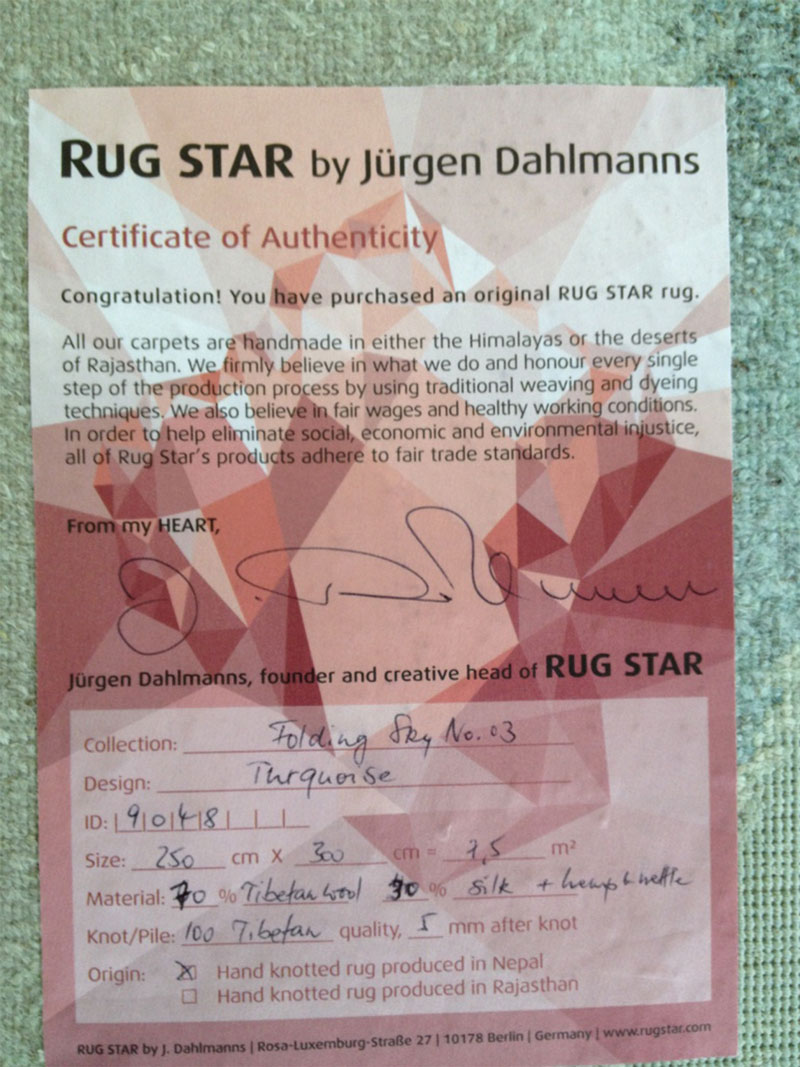 RUG STAR by Jürgen Dahlmanns
Certificate of Authenticity
Congratulation! You have purchased an original RUG STAR rug.
All our carpets are handmade in either the Himalayas or the deserts
of Rajasthan. We firmly believe in what we do and honour every single
step of the production process by using traditional weaving and dyeing
techniques. We also believe in fair wages and healthy working conditions.
In order to help eliminate social, economic and environmental injustice,
all of Rug Star's products adhere to fair trade standards.
From my HEART,
Jürgen Dahlmanns, founder and creative head of RUG STAR
Collection: Folding Sky No. 03
Design: Turquoise
ID: |9|0|4|8| | |
Size: 250 cm X 300 cm = 7,5 m²
Material: 70 % Tibetan wool 30 % silk + hemp + nettle
Knot/Pile: 100 Tibetan quality, 5 mm after knot
Origin: Hand knotted rug produced in Nepal
Hand knotted rug produced in Rajasthan
RUG STAR by J. Dahlmanns | Rosa-Luxemburg-Straße 27 | 10178 Berlin | Germany | www.rugstar.com